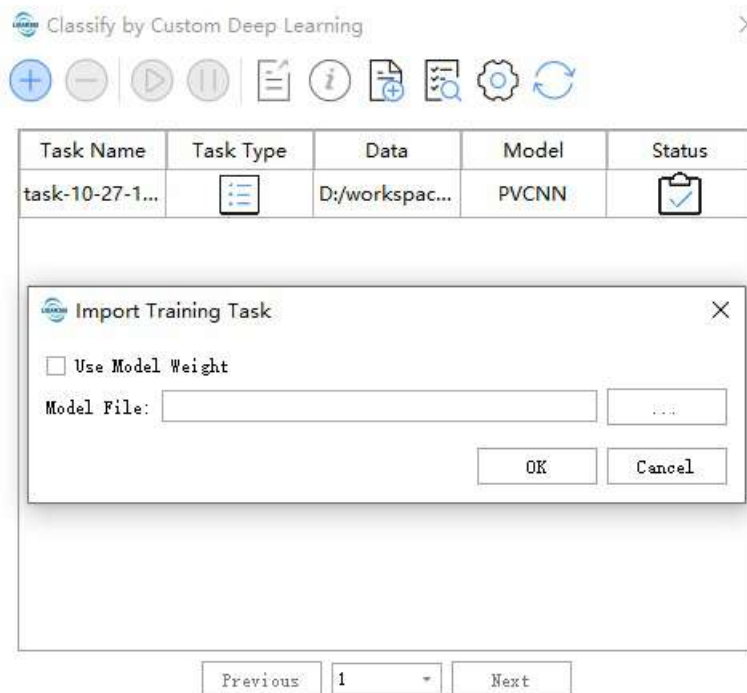 Classify by Custom Deep Learning
Task Name Task Type Data Model Status
task-10-27-1... D:/workspac... PVCNN
Import Training Task
Use Model Weight
Model File: ...
OK Cancel
Previous 1 Next